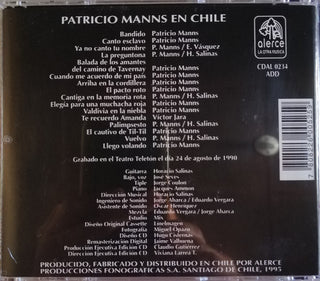 PATRICIO MANNS EN CHILE
alerce
LA OTRA MUSICA
CDAL 0234
ADD
Bandido Patricio Manns
Canto esclavo Patricio Manns
Ya no canto tu nombre P. Manns / E. Vásquez
La preguntona P. Manns / H. Salinas
Balada de los amantes
del camino de Tavernay Patricio Manns
Cuando me acuerdo de mi país Patricio Manns
Arriba en la cordillera Patricio Manns
El pacto roto Patricio Manns
Cantiga en la memoria rota P. Manns / H. Salinas
Elegía para una muchacha roja Patricio Manns
Valdivia en la niebla Patricio Manns
Te recuerdo Amanda Víctor Jara
Palimpsesto P. Manns / H. Salinas
El cautivo de Til-Til Patricio Manns
Vuelvo P. Manns / H. Salinas
Llego volando Patricio Manns
Grabado en el Teatro Teletón el día 24 de agosto de 1990
Guitarra Horacio Salinas
Bajo, voz José Seves
Tiple Jorge Coulon
Piano Jacques Ammon
Dirección Musical Horacio Salinas
Ingeniero de Sonido Jorge Abarca / Eduardo Vergara
Asistente de Sonido Oscar Henríquez
Mezcla Eduardo Vergara / Jorge Abarca
Estudio
Diseño Original Cassette Emelnagen
Fotografía Miguel Opazo
Diseño CD Hugo Cisternas
Remasterización Digital Jaime Valbuena
Producción Ejecutiva Edición CD Claudio Gutiérrez
Dirección Ejecutiva Edición CD Viviana Larrea T.
PRODUCIDO, FABRICADO Y DISTRIBUIDO EN CHILE POR ALERCE
PRODUCCIONES FONOGRAFICAS S.A. SANTIAGO DE CHILE, 1995